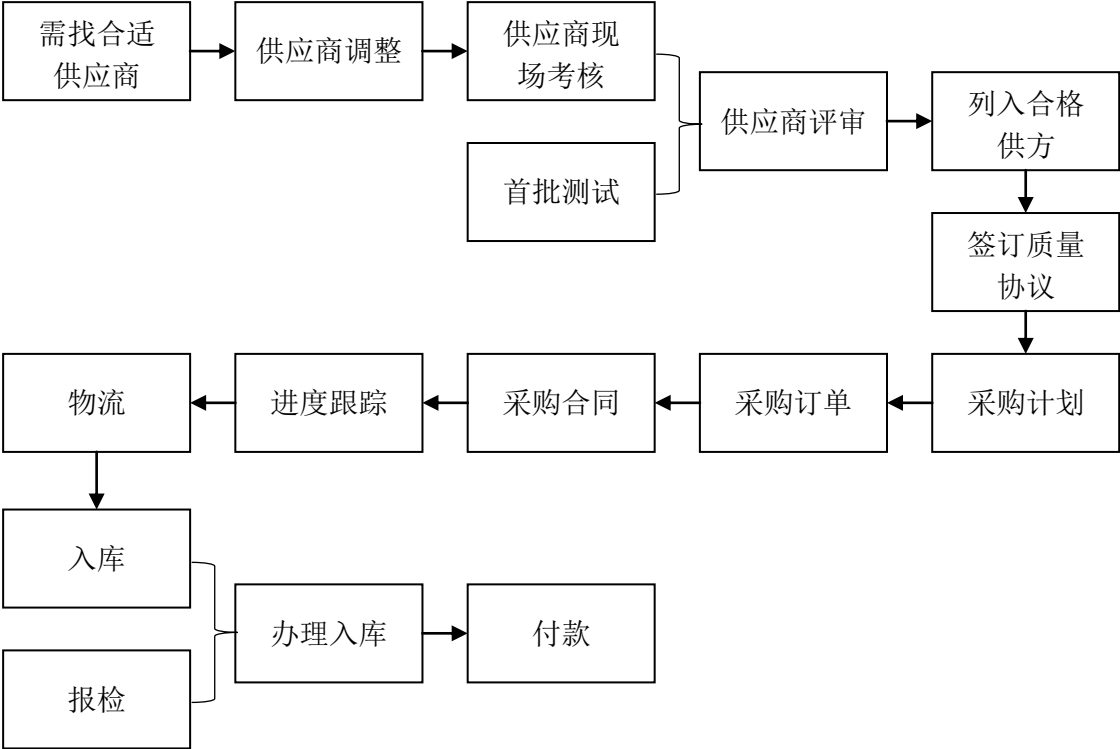 需找合适
供应商
供应商调整
供应商现
场考核
首批测试
供应商评审
列入合格
供方
签订质量
协议
采购计划
采购订单
采购合同
进度跟踪
物流
入库
报检
办理入库
付款